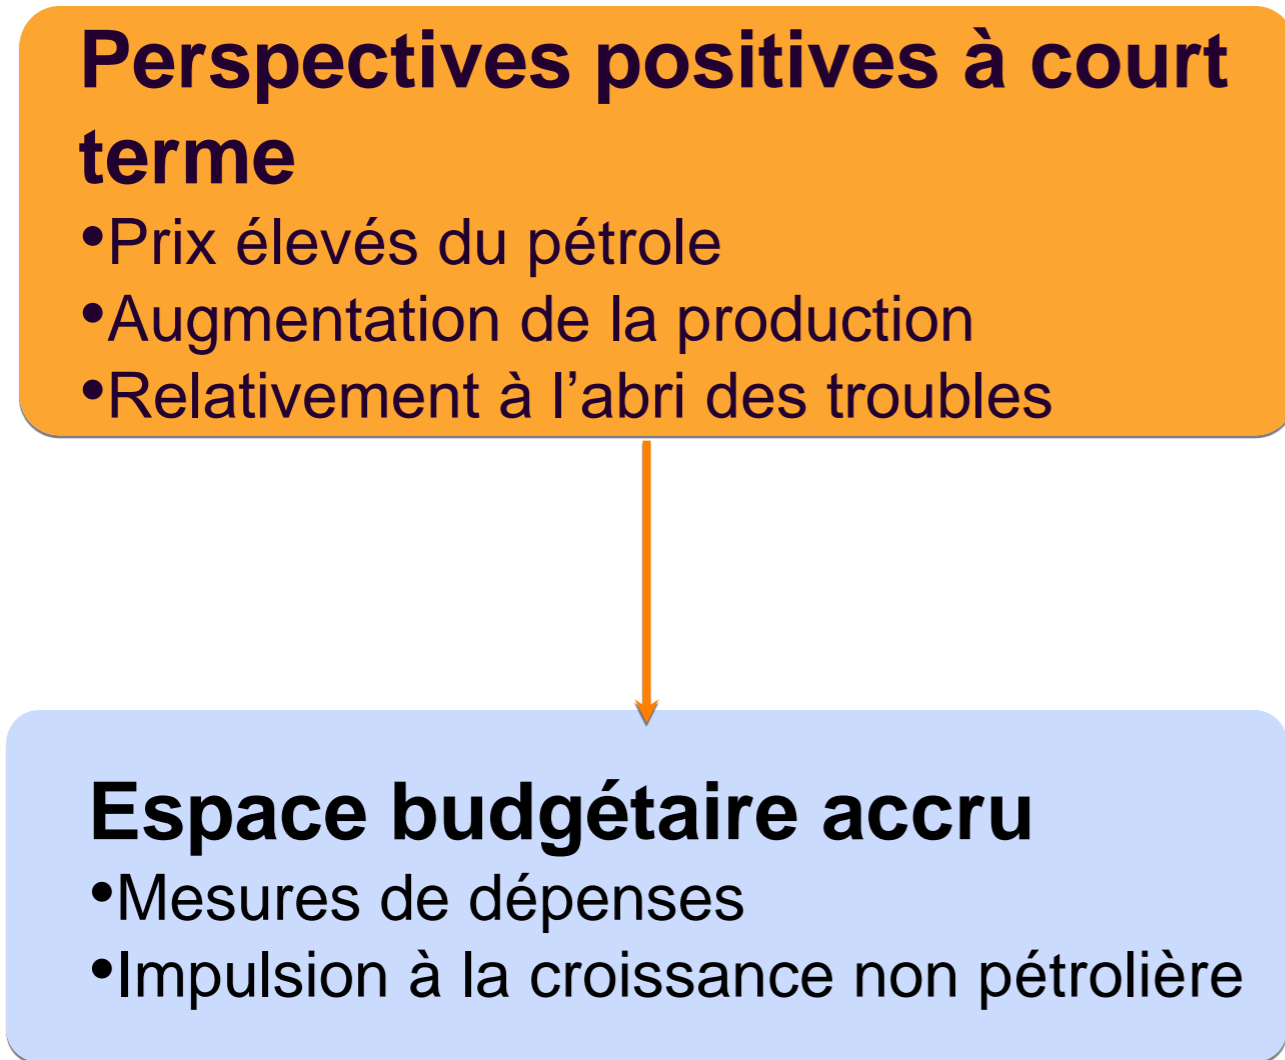 Perspectives positives à court
terme
•Prix élevés du pétrole
•Augmentation de la production
•Relativement à l’abri des troubles
Espace budgétaire accru
•Mesures de dépenses
•Impulsion à la croissance non pétrolière